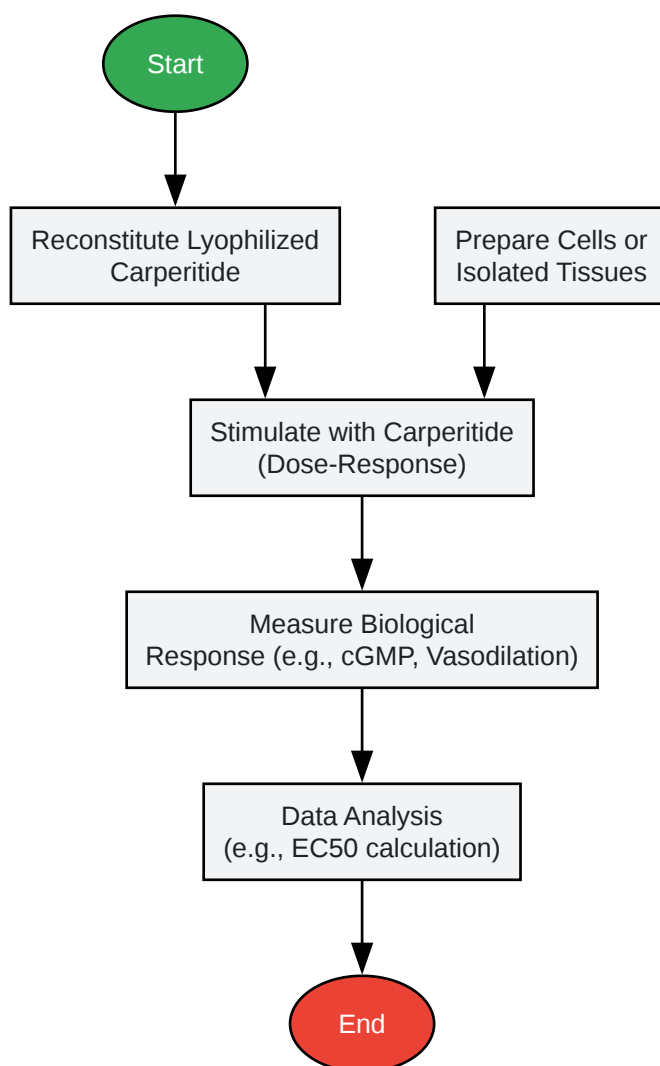 Start
Reconstitute Lyophilized
Carperitide
Prepare Cells or
Isolated Tissues
Stimulate with Carperitide
(Dose-Response)
Measure Biological
Response (e.g., cGMP, Vasodilation)
Data Analysis
(e.g., EC50 calculation)
End